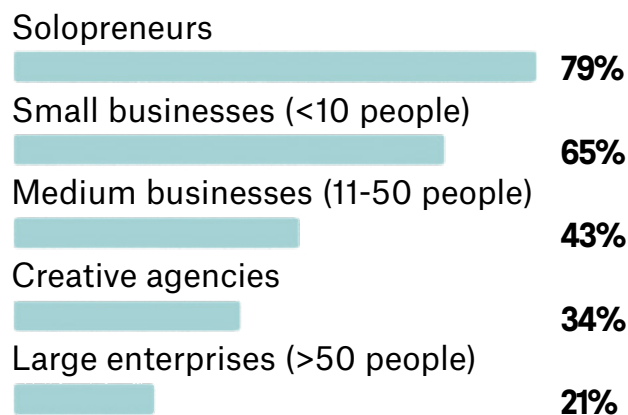 Solopreneurs
79%
Small businesses (<10 people)
65%
Medium businesses (11-50 people)
43%
Creative agencies
34%
Large enterprises (>50 people)
21%